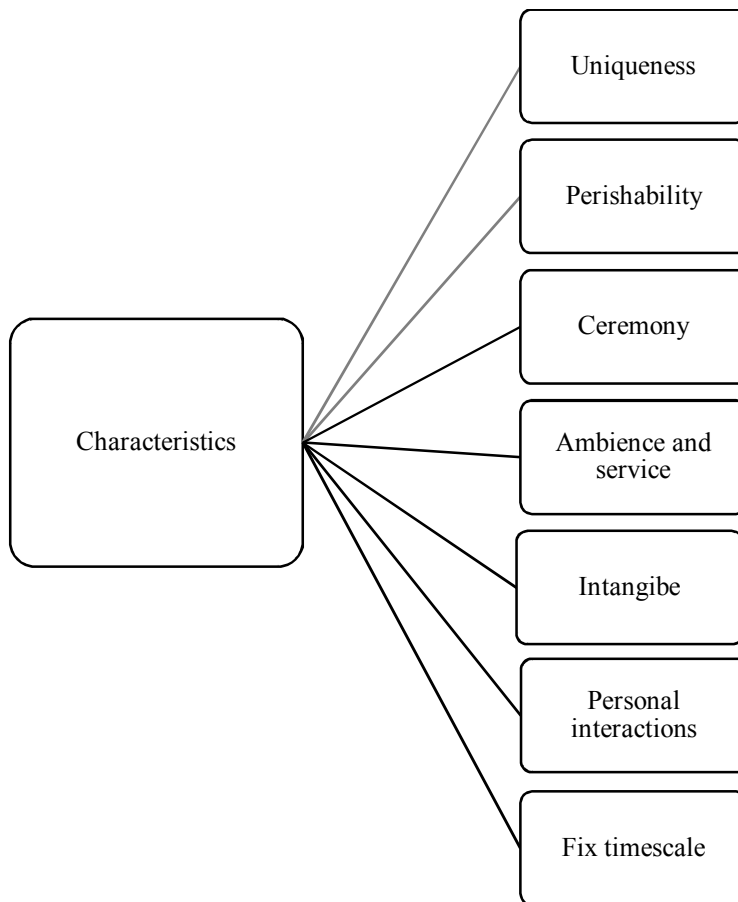 Uniqueness
Perishability
Ceremony
Ambience and
service
Characteristics
Intangibe
Personal
interactions
Fix timescale